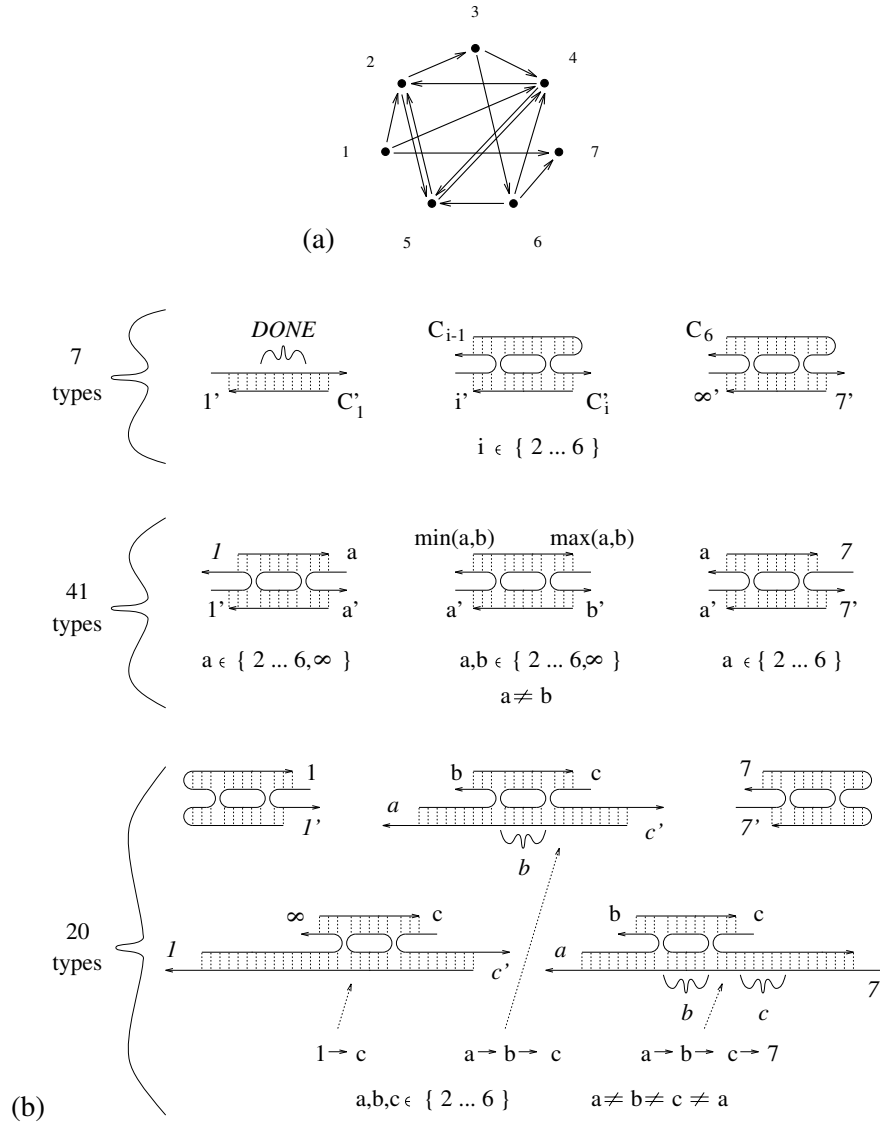 3
2 4
1 7
5 6
(a)
7
types
DONE
1' C'₁
C_{i-1}
i' C'_i
i ϵ { 2 ... 6 }
C₆
∞' 7'
41
types
1 a
1' a'
a ϵ { 2 ... 6,∞ }
min(a,b) max(a,b)
a' b'
a,b ϵ { 2 ... 6,∞ }
a ≠ b
a 7
a' 7'
a ϵ { 2 ... 6 }
20
types
1
1'
b c
a c'
b
7
7'
∞ c
1 c'
b c
a
b c 7
1 → c
a → b → c
a → b → c → 7
a,b,c ϵ { 2 ... 6 }
a ≠ b ≠ c ≠ a
(b)